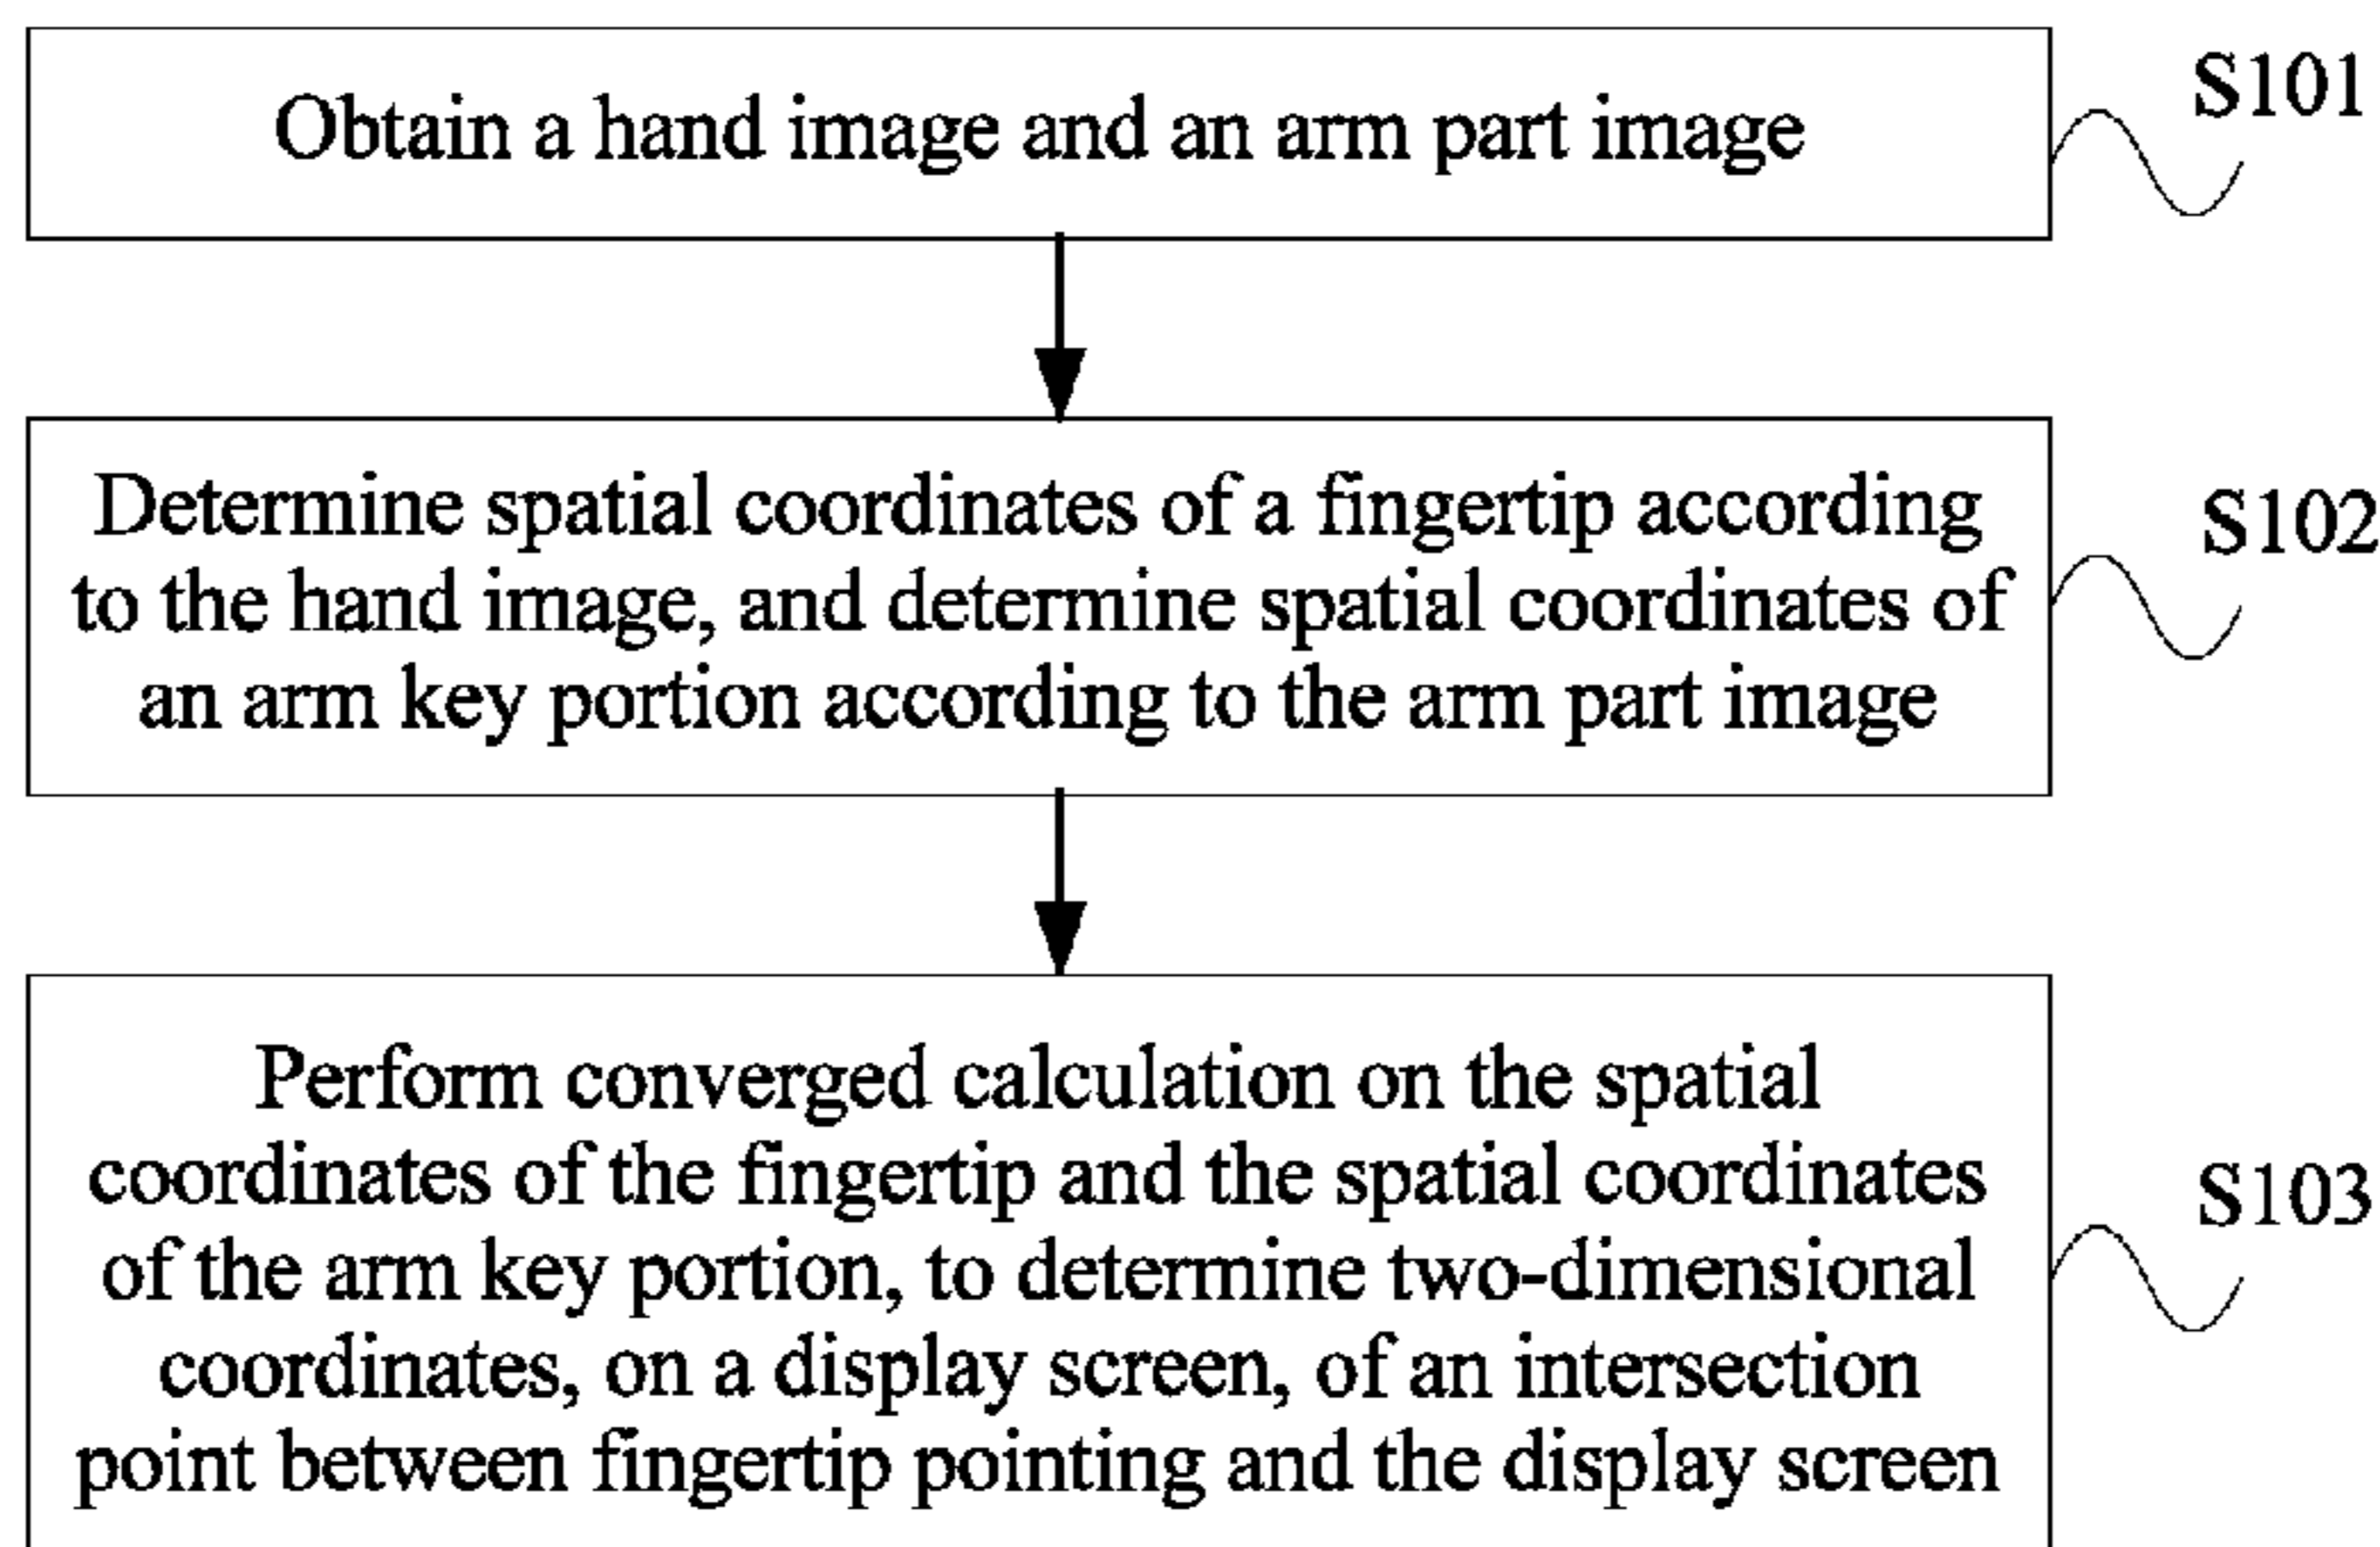 Obtain a hand image and an arm part image
S101
Determine spatial coordinates of a fingertip according
to the hand image, and determine spatial coordinates of
an arm key portion according to the arm part image
S102
Perform converged calculation on the spatial
coordinates of the fingertip and the spatial coordinates
of the arm key portion, to determine two-dimensional
coordinates, on a display screen, of an intersection
point between fingertip pointing and the display screen
S103